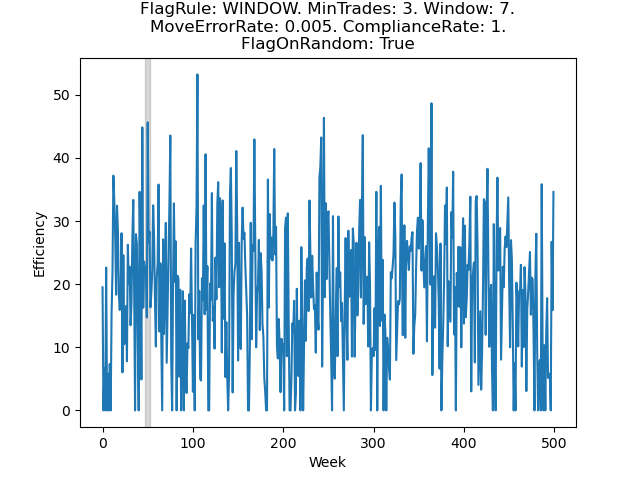 FlagRule: WINDOW. MinTrades: 3. Window: 7.
MoveErrorRate: 0.005. ComplianceRate: 1.
FlagOnRandom: True
Efficiency
50
40
30
20
10
0
0 100 200 300 400 500
Week